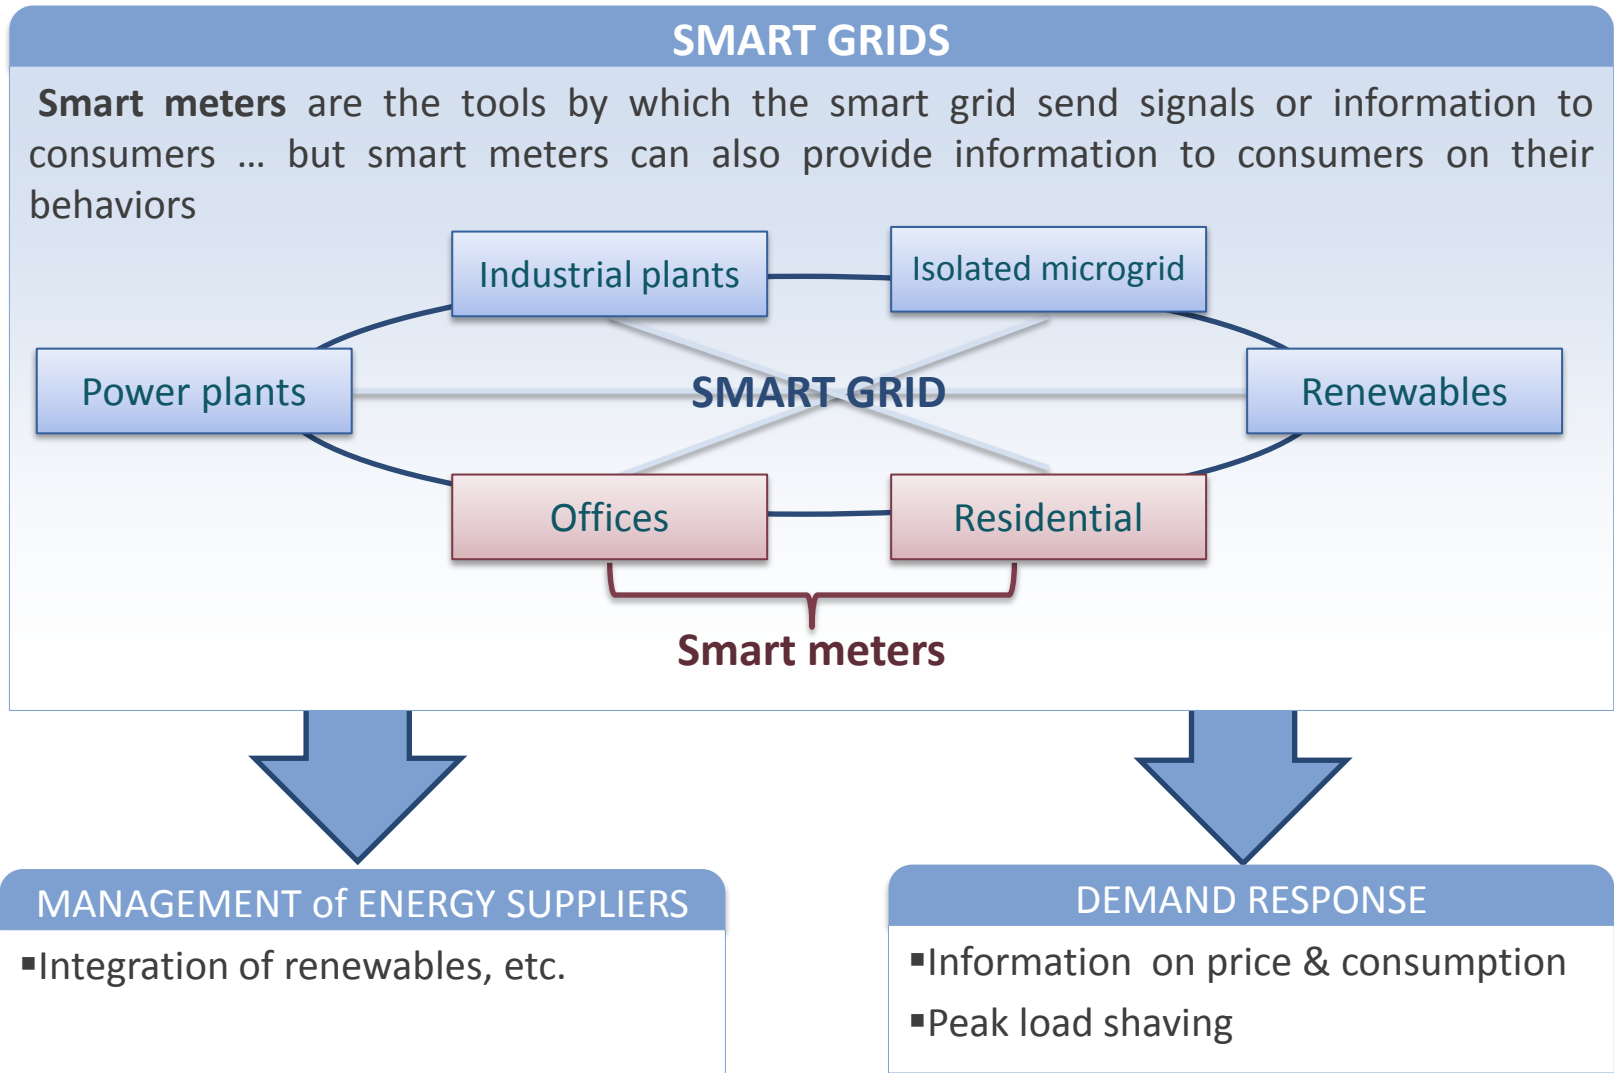 SMART GRIDS
Smart meters are the tools by which the smart grid send signals or information to
consumers ... but smart meters can also provide information to consumers on their
behaviors
Industrial plants
Isolated microgrid
Power plants
SMART GRID
Renewables
Offices
Residential
Smart meters
MANAGEMENT of ENERGY SUPPLIERS
▪Integration of renewables, etc.
DEMAND RESPONSE
▪Information on price & consumption
▪Peak load shaving